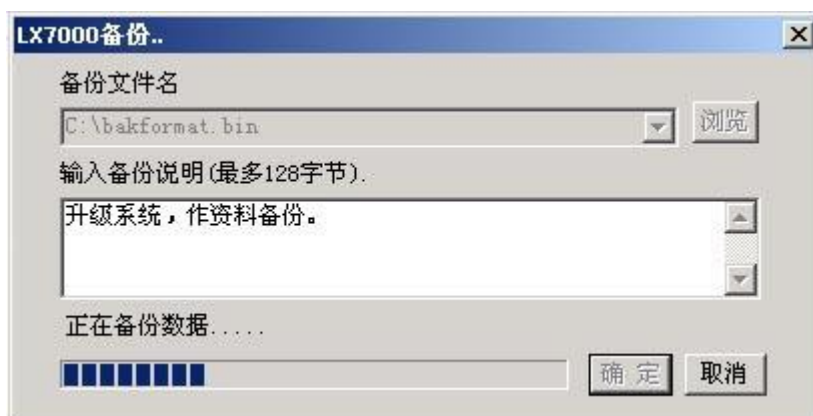 LX7000备份..
备份文件名
C:\bakformat.bin
浏览
输入备份说明(最多128字节).
升级系统，作资料备份。
正在备份数据.....
确 定
取消